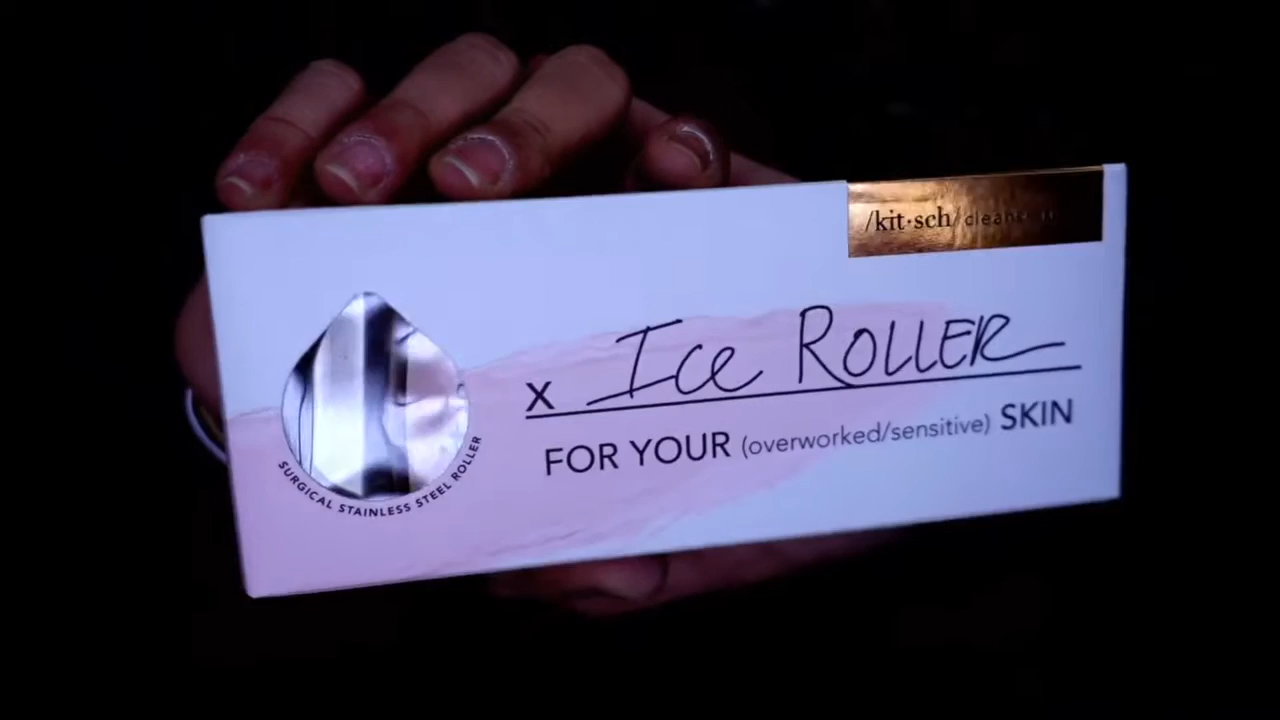 /kit·sch/
x Ice ROLLER
FOR YOUR (overworked/sensitive) SKIN
SURGICAL STAINLESS STEEL ROLLER